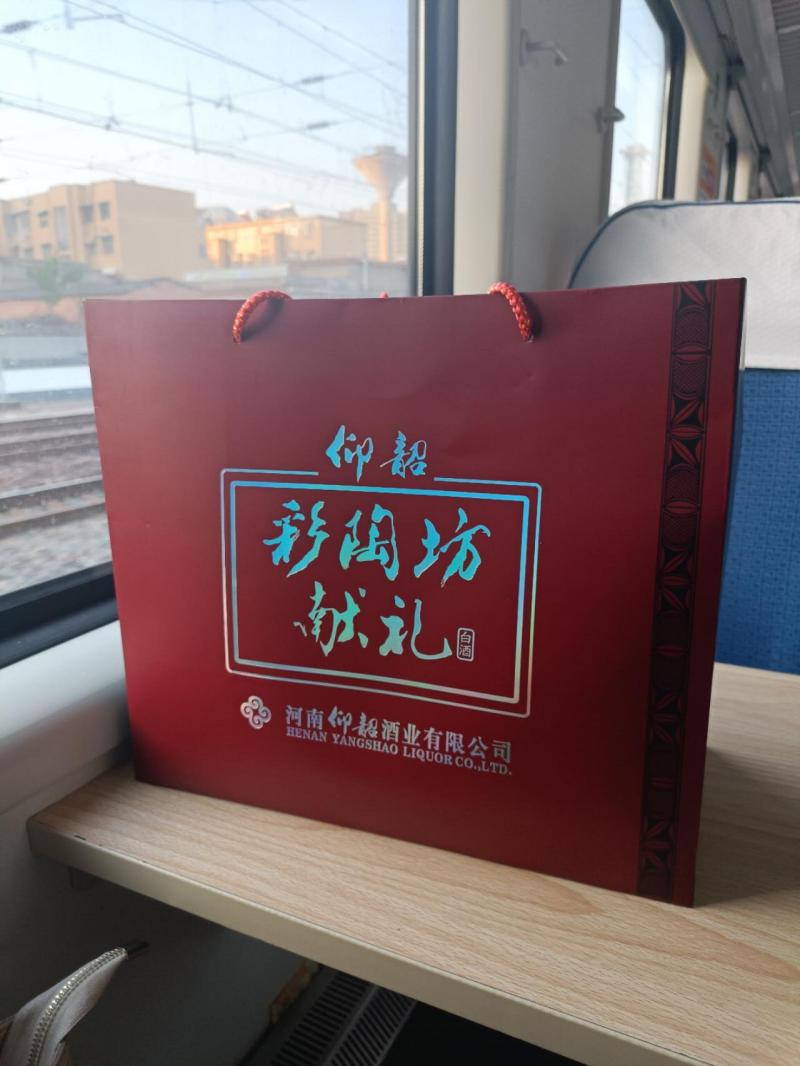 仰韶
彩陶坊
献礼
白酒
河南仰韶酒业有限公司
HENAN YANGSHAO LIQUOR CO.,LTD.